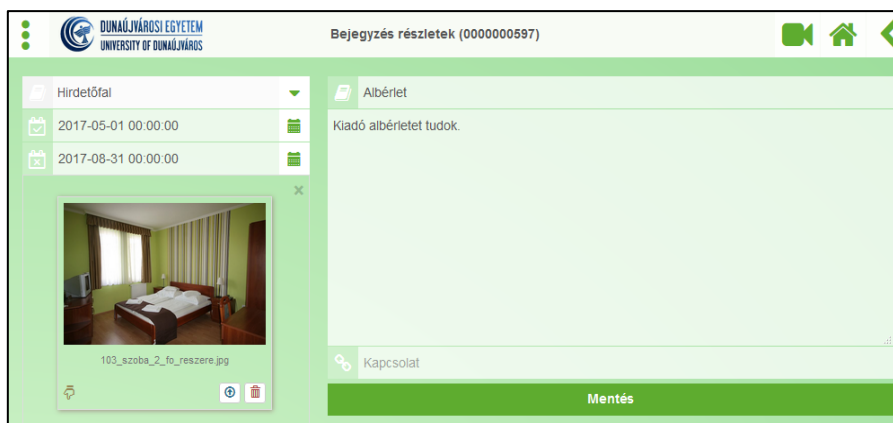 DUNAÚJVÁROSI EGYETEM
UNIVERSITY OF DUNAÚJVÁROS
Bejegyzés részletek (0000000597)
Hirdetőfal
2017-05-01 00:00:00
2017-08-31 00:00:00
103_szoba_2_fo_reszere.jpg
Albérlet
Kiadó albérletet tudok.
Kapcsolat
Mentés